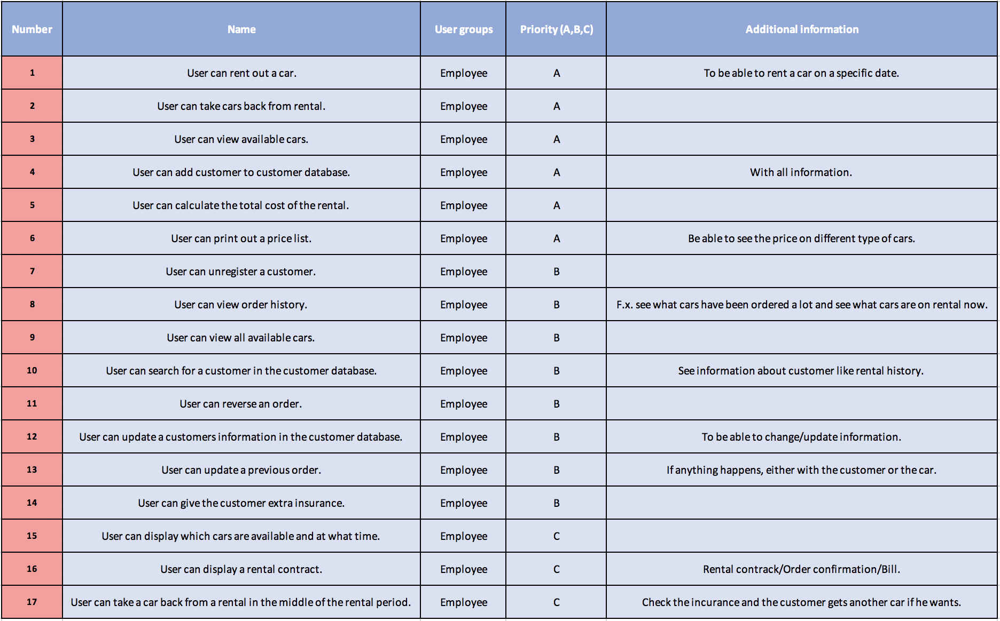 Number Name User groups Priority (A,B,C) Additional information
1 User can rent out a car. Employee A To be able to rent a car on a specific date.
2 User can take cars back from rental. Employee A
3 User can view available cars. Employee A
4 User can add customer to customer database. Employee A With all information.
5 User can calculate the total cost of the rental. Employee A
6 User can print out a price list. Employee A Be able to see the price on different type of cars.
7 User can unregister a customer. Employee B
8 User can view order history. Employee B F.x. see what cars have been ordered a lot and see what cars are on rental now.
9 User can view all available cars. Employee B
10 User can search for a customer in the customer database. Employee B See information about customer like rental history.
11 User can reverse an order. Employee B
12 User can update a customers information in the customer database. Employee B To be able to change/update information.
13 User can update a previous order. Employee B If anything happens, either with the customer or the car.
14 User can give the customer extra insurance. Employee B
15 User can display which cars are available and at what time. Employee C
16 User can display a rental contract. Employee C Rental contrack/Order confirmation/Bill.
17 User can take a car back from a rental in the middle of the rental period. Employee C Check the incurance and the customer gets another car if he wants.